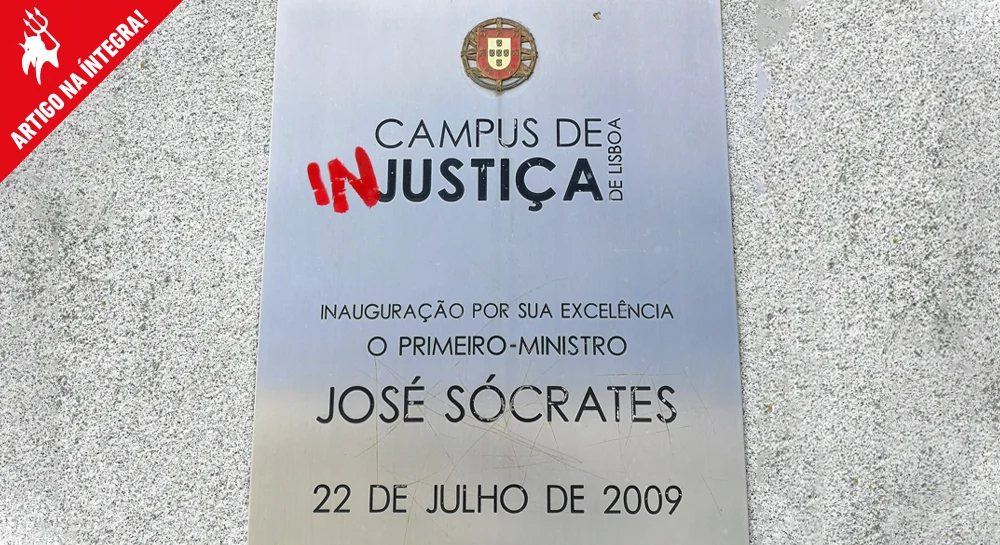 ARTIGO NA ÍNTEGRA!
CAMPUS DE
INJUSTIÇA
DE LISBOA
INAUGURAÇÃO POR SUA EXCELÊNCIA
O PRIMEIRO-MINISTRO
JOSÉ SÓCRATES
22 DE JULHO DE 2009